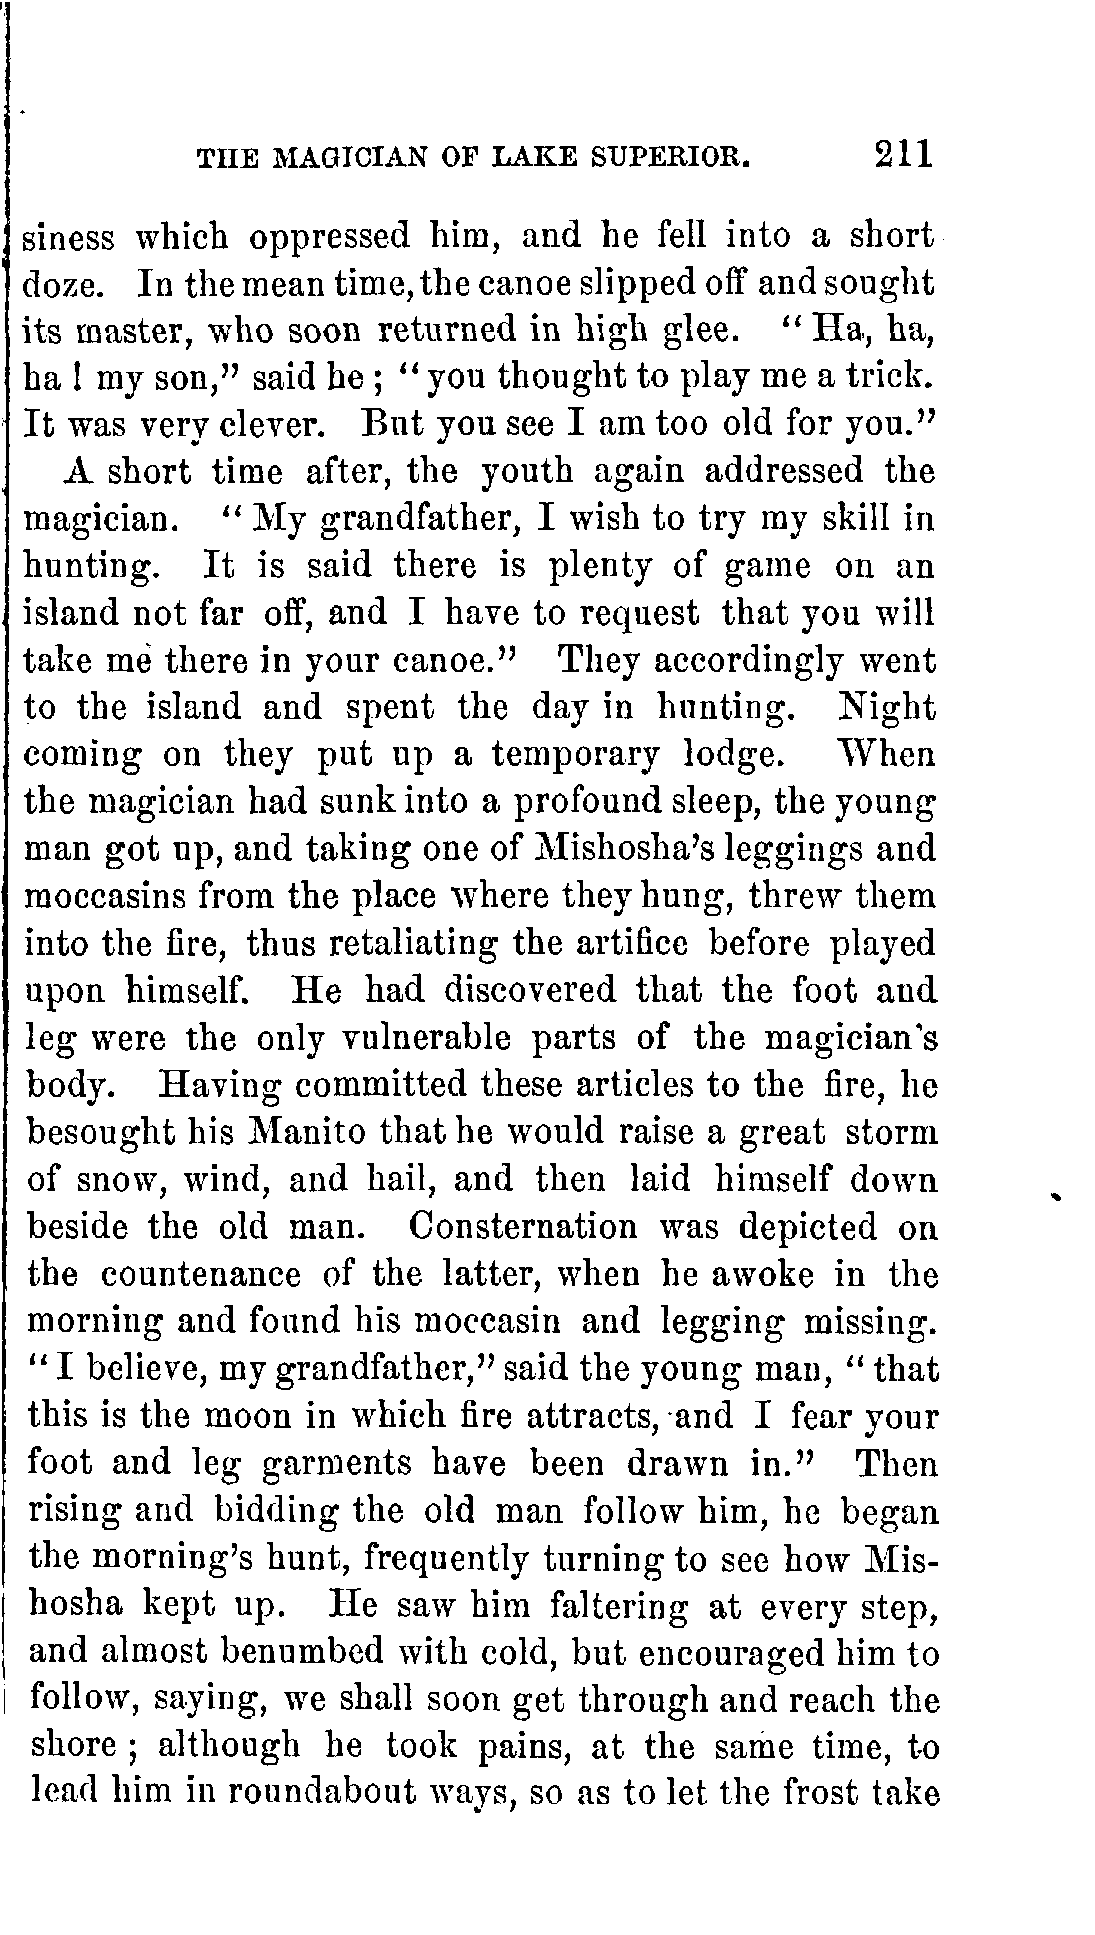 THE MAGICIAN OF LAKE SUPERIOR. 211
siness which oppressed him, and he fell into a short
doze. In the mean time, the canoe slipped off and sought
its master, who soon returned in high glee. “Ha, ha,
ha! my son,” said he; “you thought to play me a trick.
It was very clever. But you see I am too old for you.”
A short time after, the youth again addressed the
magician. “My grandfather, I wish to try my skill in
hunting. It is said there is plenty of game on an
island not far off, and I have to request that you will
take me there in your canoe.” They accordingly went
to the island and spent the day in hunting. Night
coming on they put up a temporary lodge. When
the magician had sunk into a profound sleep, the young
man got up, and taking one of Mishosha’s leggings and
moccasins from the place where they hung, threw them
into the fire, thus retaliating the artifice before played
upon himself. He had discovered that the foot and
leg were the only vulnerable parts of the magician’s
body. Having committed these articles to the fire, he
besought his Manito that he would raise a great storm
of snow, wind, and hail, and then laid himself down
beside the old man. Consternation was depicted on
the countenance of the latter, when he awoke in the
morning and found his moccasin and legging missing.
“I believe, my grandfather,” said the young man, “that
this is the moon in which fire attracts, and I fear your
foot and leg garments have been drawn in.” Then
rising and bidding the old man follow him, he began
the morning’s hunt, frequently turning to see how Mis-
hosha kept up. He saw him faltering at every step,
and almost benumbed with cold, but encouraged him to
follow, saying, we shall soon get through and reach the
shore; although he took pains, at the same time, to
lead him in roundabout ways, so as to let the frost take